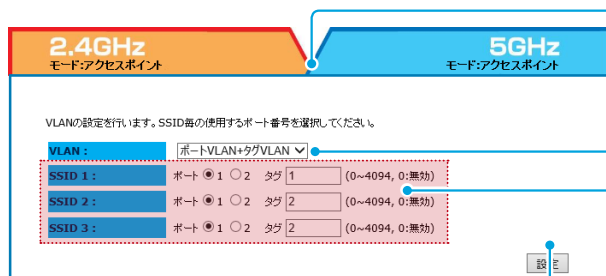 2.4GHz 5GHz
モード:アクセスポイント モード:アクセスポイント
VLANの設定を行います。SSID毎の使用するポート番号を選択してください。
VLAN : ポートVLAN+タグVLAN
SSID 1 : ポート 1 2 タグ 1 (0~4094, 0:無効)
SSID 2 : ポート 1 2 タグ 2 (0~4094, 0:無効)
SSID 3 : ポート 1 2 タグ 2 (0~4094, 0:無効)
設定